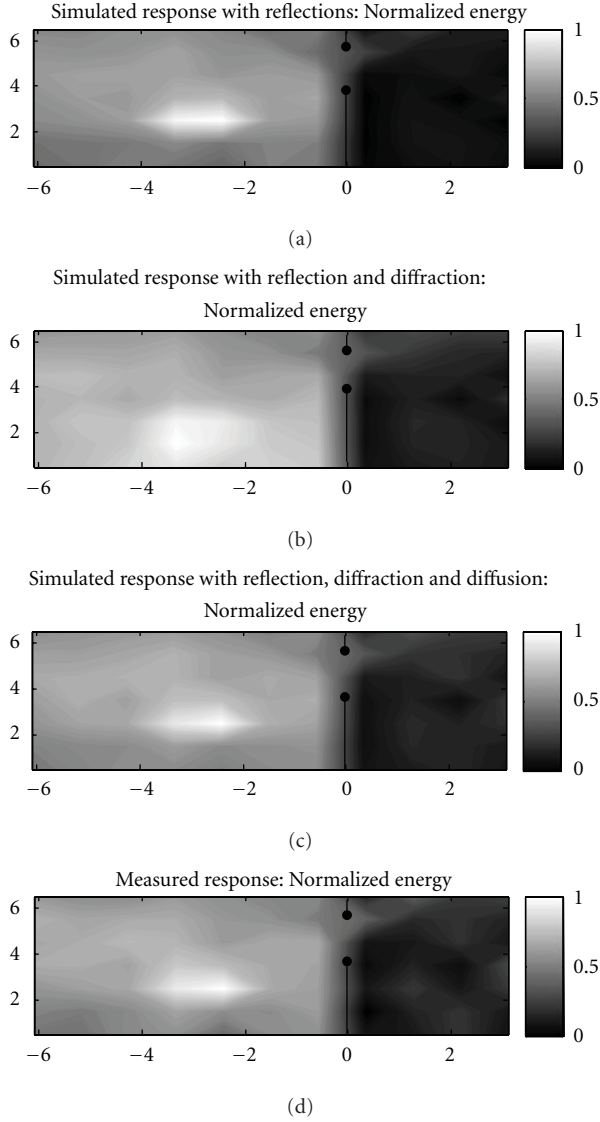 Simulated response with reflections: Normalized energy
6
4
2
−6 −4 −2 0 2
1
0.5
0
(a)
Simulated response with reflection and diffraction:
Normalized energy
6
4
2
−6 −4 −2 0 2
1
0.5
0
(b)
Simulated response with reflection, diffraction and diffusion:
Normalized energy
6
4
2
−6 −4 −2 0 2
1
0.5
0
(c)
Measured response: Normalized energy
6
4
2
−6 −4 −2 0 2
1
0.5
0
(d)